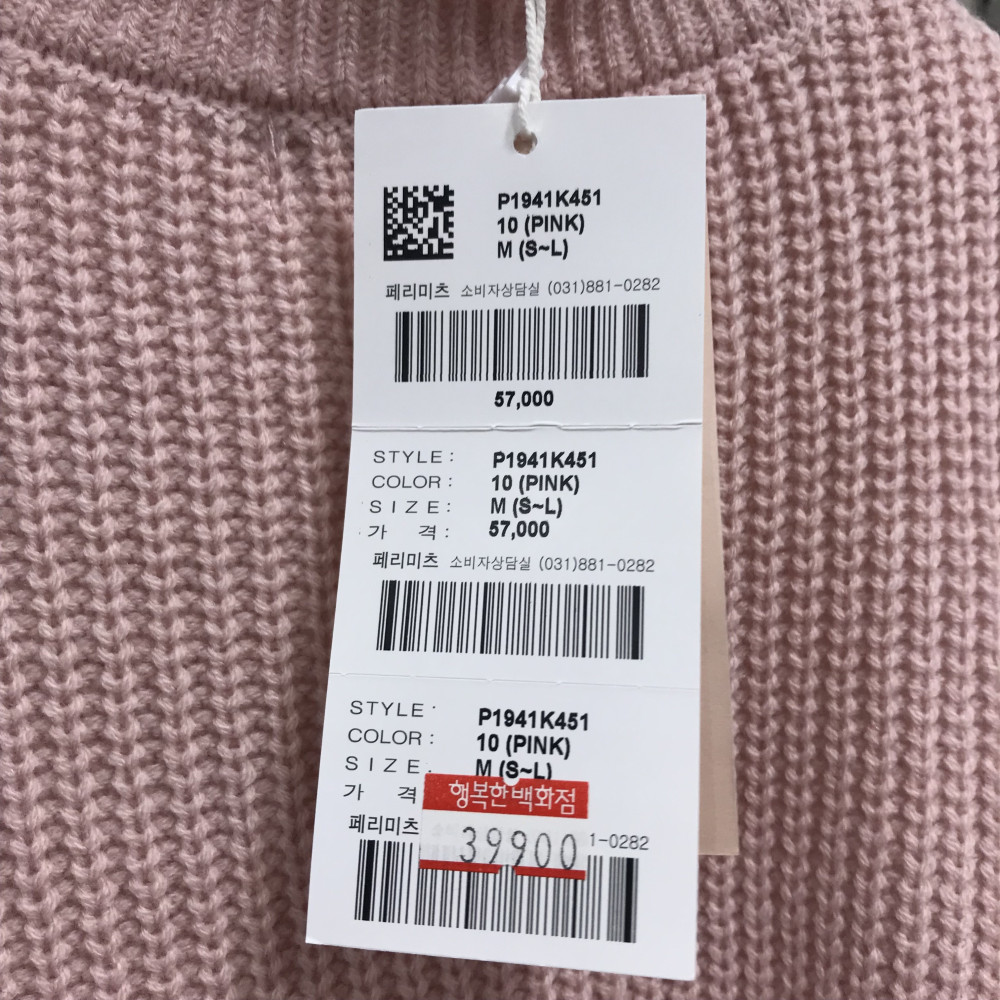 P1941K451
10 (PINK)
M (S~L)
페리미츠 소비자상담실 (031)881-0282
57,000
STYLE: P1941K451
COLOR: 10 (PINK)
SIZE: M (S~L)
가 격: 57,000
페리미츠 소비자상담실 (031)881-0282
STYLE: P1941K451
COLOR: 10 (PINK)
SIZE: M (S~L)
가 격 행복한백화점
페리미츠 1-0282
39900